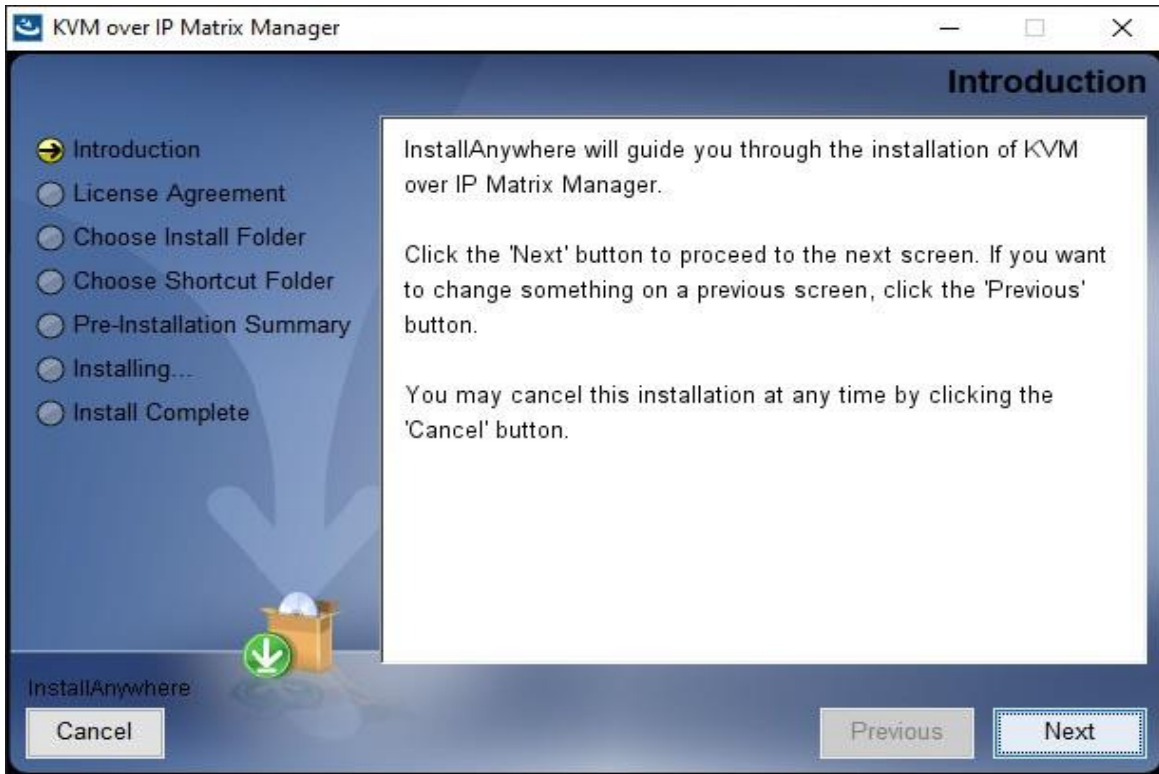 KVM over IP Matrix Manager
Introduction
Introduction
License Agreement
Choose Install Folder
Choose Shortcut Folder
Pre-Installation Summary
Installing...
Install Complete
InstallAnywhere will guide you through the installation of KVM
over IP Matrix Manager.
Click the 'Next' button to proceed to the next screen. If you want
to change something on a previous screen, click the 'Previous'
button.
You may cancel this installation at any time by clicking the
'Cancel' button.
InstallAnywhere
Cancel
Previous
Next